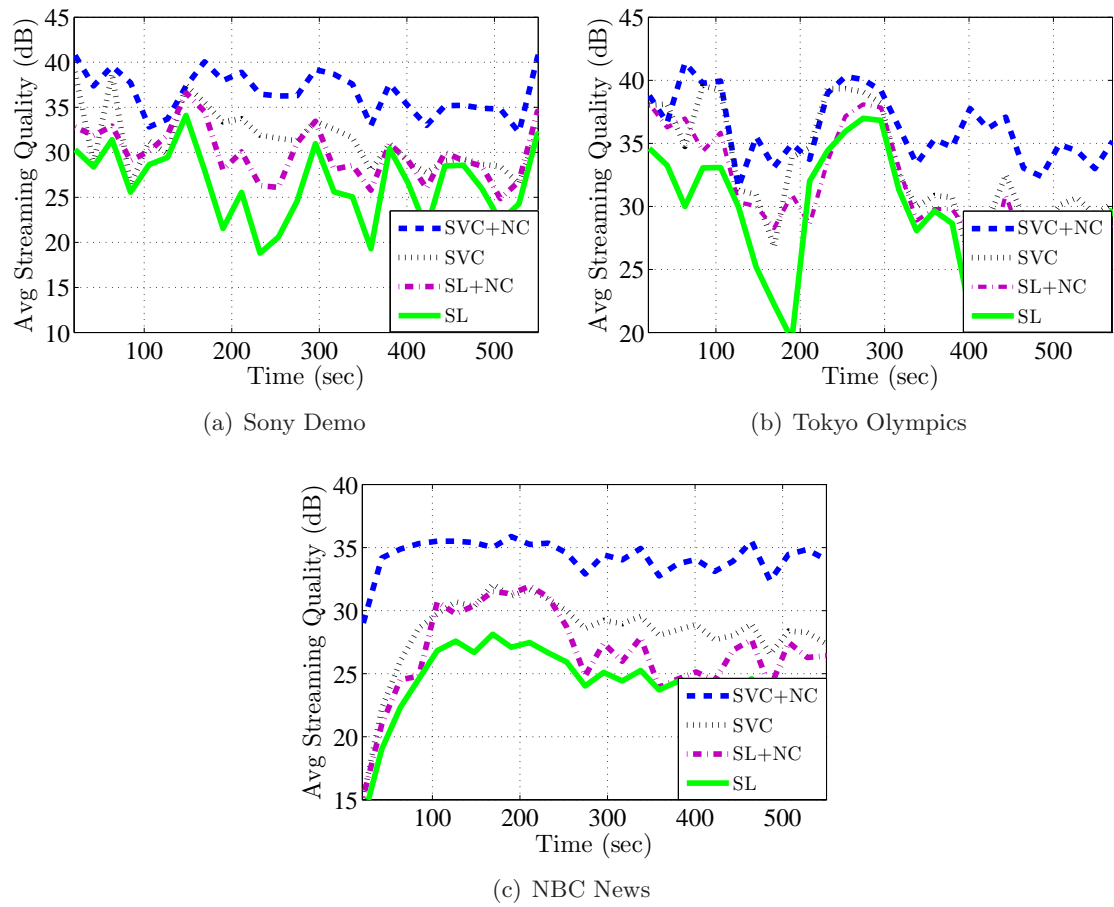 45
40
35
30
25
20
15
10
Avg Streaming Quality (dB)
100 200 300 400 500
Time (sec)
SVC+NC
SVC
SL+NC
SL
(a) Sony Demo
45
40
35
30
25
20
Avg Streaming Quality (dB)
100 200 300 400 500
Time (sec)
SVC+NC
SVC
SL+NC
SL
(b) Tokyo Olympics
40
35
30
25
20
15
Avg Streaming Quality (dB)
100 200 300 400 500
Time (sec)
SVC+NC
SVC
SL+NC
SL
(c) NBC News